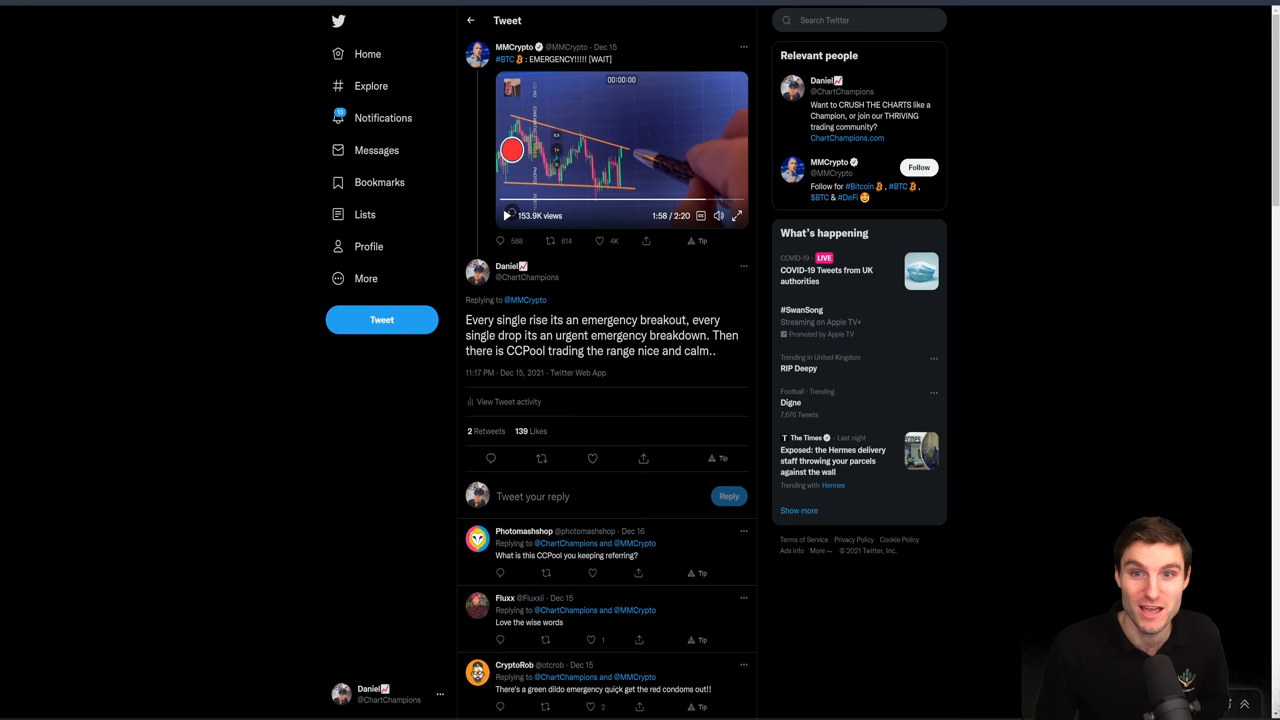 Tweet
Search Twitter
Home
Explore
Notifications
Messages
Bookmarks
Lists
Profile
More
Tweet
Daniel📈
@ChartChampions
MMCrypto @MMCrypto · Dec 15
#BTC : EMERGENCY!!!!! [WAIT]
00:00:00
153.9K views
1:58 / 2:20
588 614 4K Tip
Daniel📈
@ChartChampions
Replying to @MMCrypto
Every single rise its an emergency breakout, every
single drop its an urgent emergency breakdown. Then
there is CCPool trading the range nice and calm..
11:17 PM · Dec 15, 2021 · Twitter Web App
View Tweet activity
2 Retweets 139 Likes
Tip
Tweet your reply
Reply
Photomashshop @photomashshop · Dec 16
Replying to @ChartChampions and @MMCrypto
What is this CCPool you keeping referring?
Tip
Fluxx @Fluxxii · Dec 15
Replying to @ChartChampions and @MMCrypto
Love the wise words
1 Tip
CryptoRob @otcrob · Dec 15
Replying to @ChartChampions and @MMCrypto
There's a green dildo emergency quick get the red condoms out!!
2 Tip
Relevant people
Daniel📈
@ChartChampions
Want to CRUSH THE CHARTS like a
Champion, or join our THRIVING
trading community?
ChartChampions.com
MMCrypto
@MMCrypto
Follow
Follow for #Bitcoin , #BTC ,
$BTC & #DeFi 🤩
What's happening
COVID-19 · LIVE
COVID-19 Tweets from UK
authorities
#SwanSong
Streaming on Apple TV+
Promoted by Apple TV
Trending in United Kingdom
RIP Deepy
Football · Trending
Digne
7,676 Tweets
The Times · Last night
Exposed: the Hermes delivery
staff throwing your parcels
against the wall
Trending with Hermes
Show more
Terms of Service Privacy Policy Cookie Policy
Ads info More ··· © 2021 Twitter, Inc.